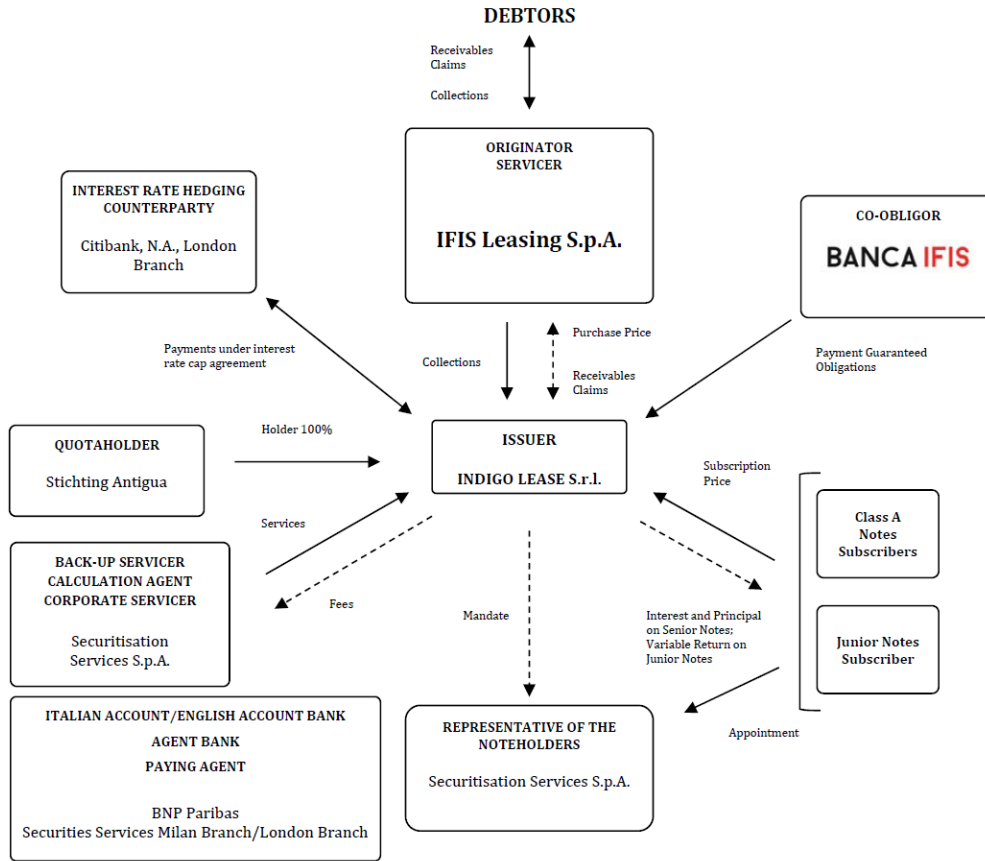 DEBTORS
Receivables
Claims
Collections
ORIGINATOR
SERVICER
IFIS Leasing S.p.A.
INTEREST RATE HEDGING
COUNTERPARTY
Citibank, N.A., London
Branch
CO-OBLIGOR
BANCA IFIS
Payments under interest
rate cap agreement
Collections
Purchase Price
Receivables
Claims
Payment Guaranteed
Obligations
QUOTAHOLDER
Stichting Antigua
Holder 100%
ISSUER
INDIGO LEASE S.r.l.
Subscription
Price
Class A
Notes
Subscribers
Services
BACK-UP SERVICER
CALCULATION AGENT
CORPORATE SERVICER
Securitisation
Services S.p.A.
Fees
Mandate
Interest and Principal
on Senior Notes;
Variable Return on
Junior Notes
Junior Notes
Subscriber
ITALIAN ACCOUNT/ENGLISH ACCOUNT BANK
AGENT BANK
PAYING AGENT
BNP Paribas
Securities Services Milan Branch/London Branch
REPRESENTATIVE OF THE
NOTEHOLDERS
Securitisation Services S.p.A.
Appointment